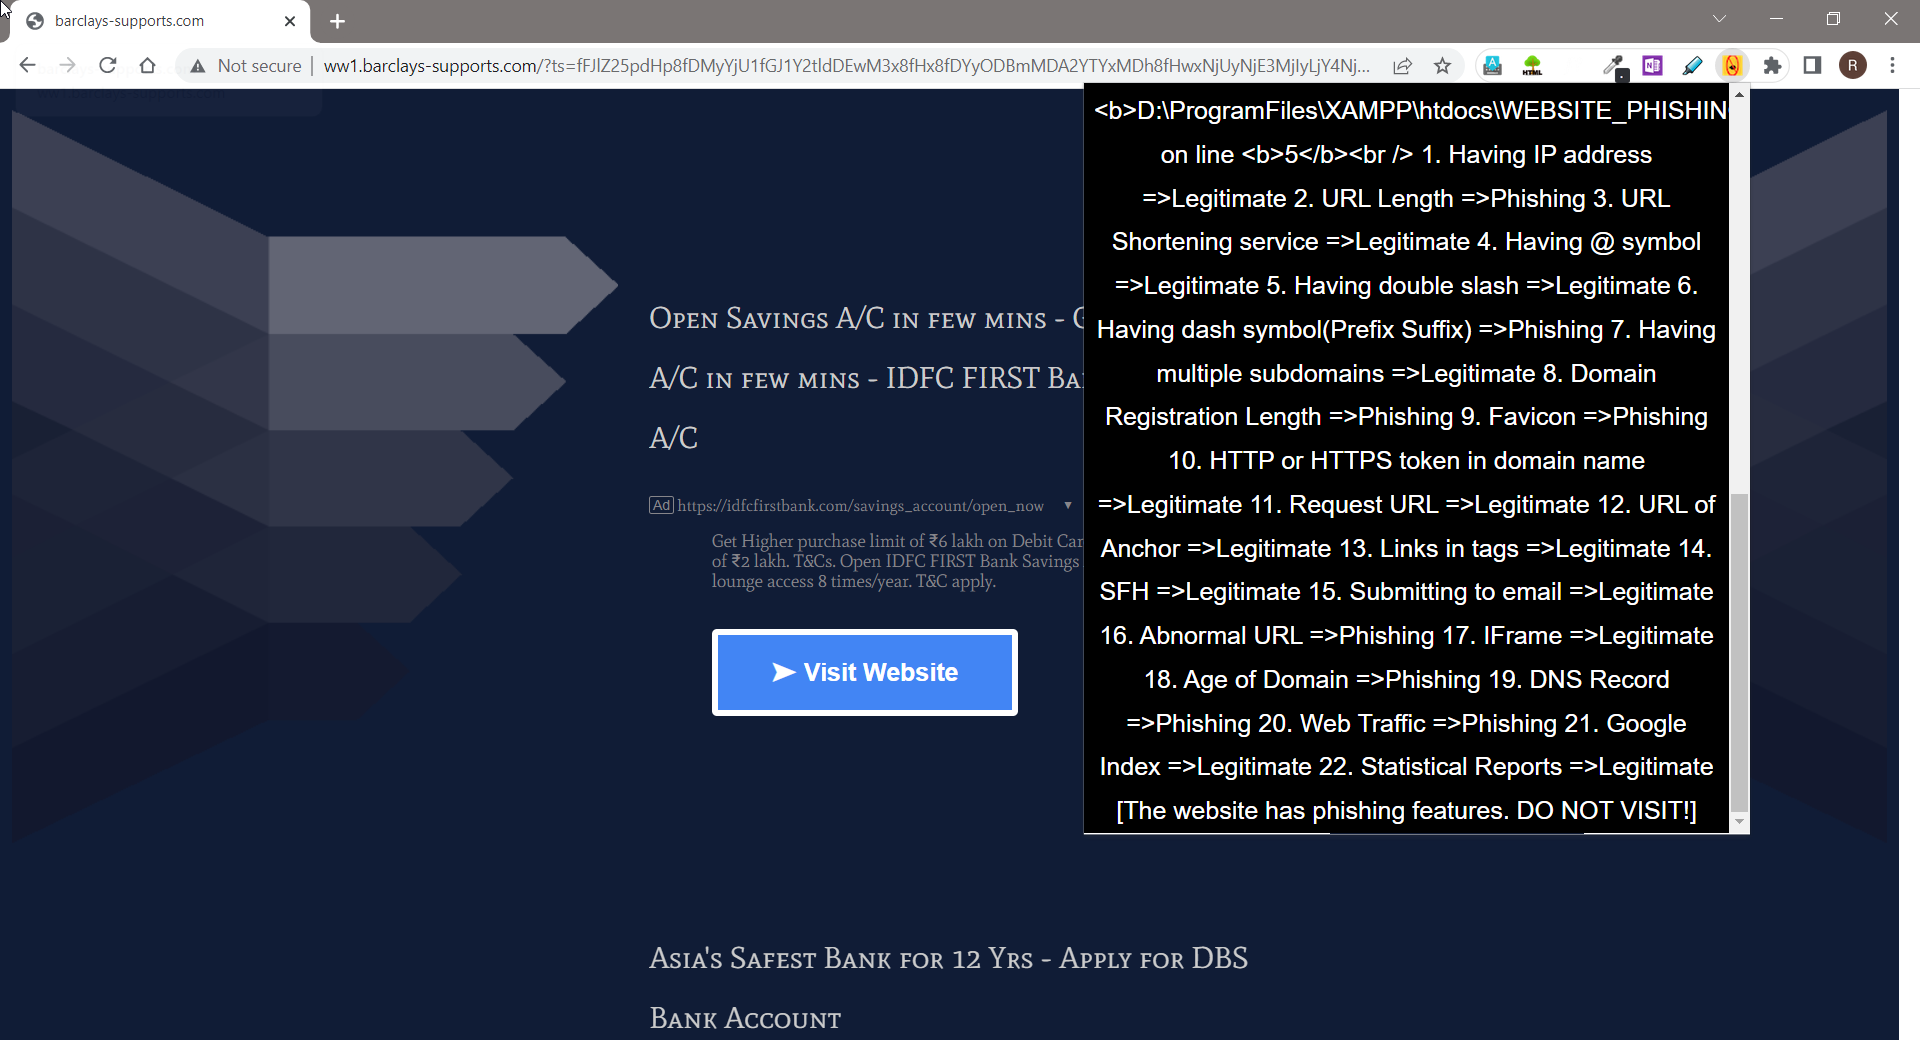 barclays-supports.com
Not secure
ww1.barclays-supports.com/?ts=fFJlZ25pdHp8fDMyYjU1fGJ1Y2tldDEwM3x8fHx8fDYyODBmMDA2YTYxMDh8fHwxNjUyNjE3MjIyLjY4Nj...
HTML
R
<b>D:\ProgramFiles\XAMPP\htdocs\WEBSITE_PHISHIN
on line <b>5</b><br /> 1. Having IP address
=>Legitimate 2. URL Length =>Phishing 3. URL
Shortening service =>Legitimate 4. Having @ symbol
=>Legitimate 5. Having double slash =>Legitimate 6.
Having dash symbol(Prefix Suffix) =>Phishing 7. Having
multiple subdomains =>Legitimate 8. Domain
Registration Length =>Phishing 9. Favicon =>Phishing
10. HTTP or HTTPS token in domain name
=>Legitimate 11. Request URL =>Legitimate 12. URL of
Anchor =>Legitimate 13. Links in tags =>Legitimate 14.
SFH =>Legitimate 15. Submitting to email =>Legitimate
16. Abnormal URL =>Phishing 17. IFrame =>Legitimate
18. Age of Domain =>Phishing 19. DNS Record
=>Phishing 20. Web Traffic =>Phishing 21. Google
Index =>Legitimate 22. Statistical Reports =>Legitimate
[The website has phishing features. DO NOT VISIT!]
Open Savings A/C in few mins - G
A/C in few mins - IDFC FIRST Ba
A/C
Ad https://idfcfirstbank.com/savings_account/open_now
Get Higher purchase limit of ₹6 lakh on Debit Car
of ₹2 lakh. T&Cs. Open IDFC FIRST Bank Savings
lounge access 8 times/year. T&C apply.
➤ Visit Website
Asia's Safest Bank for 12 Yrs - Apply for DBS
Bank Account